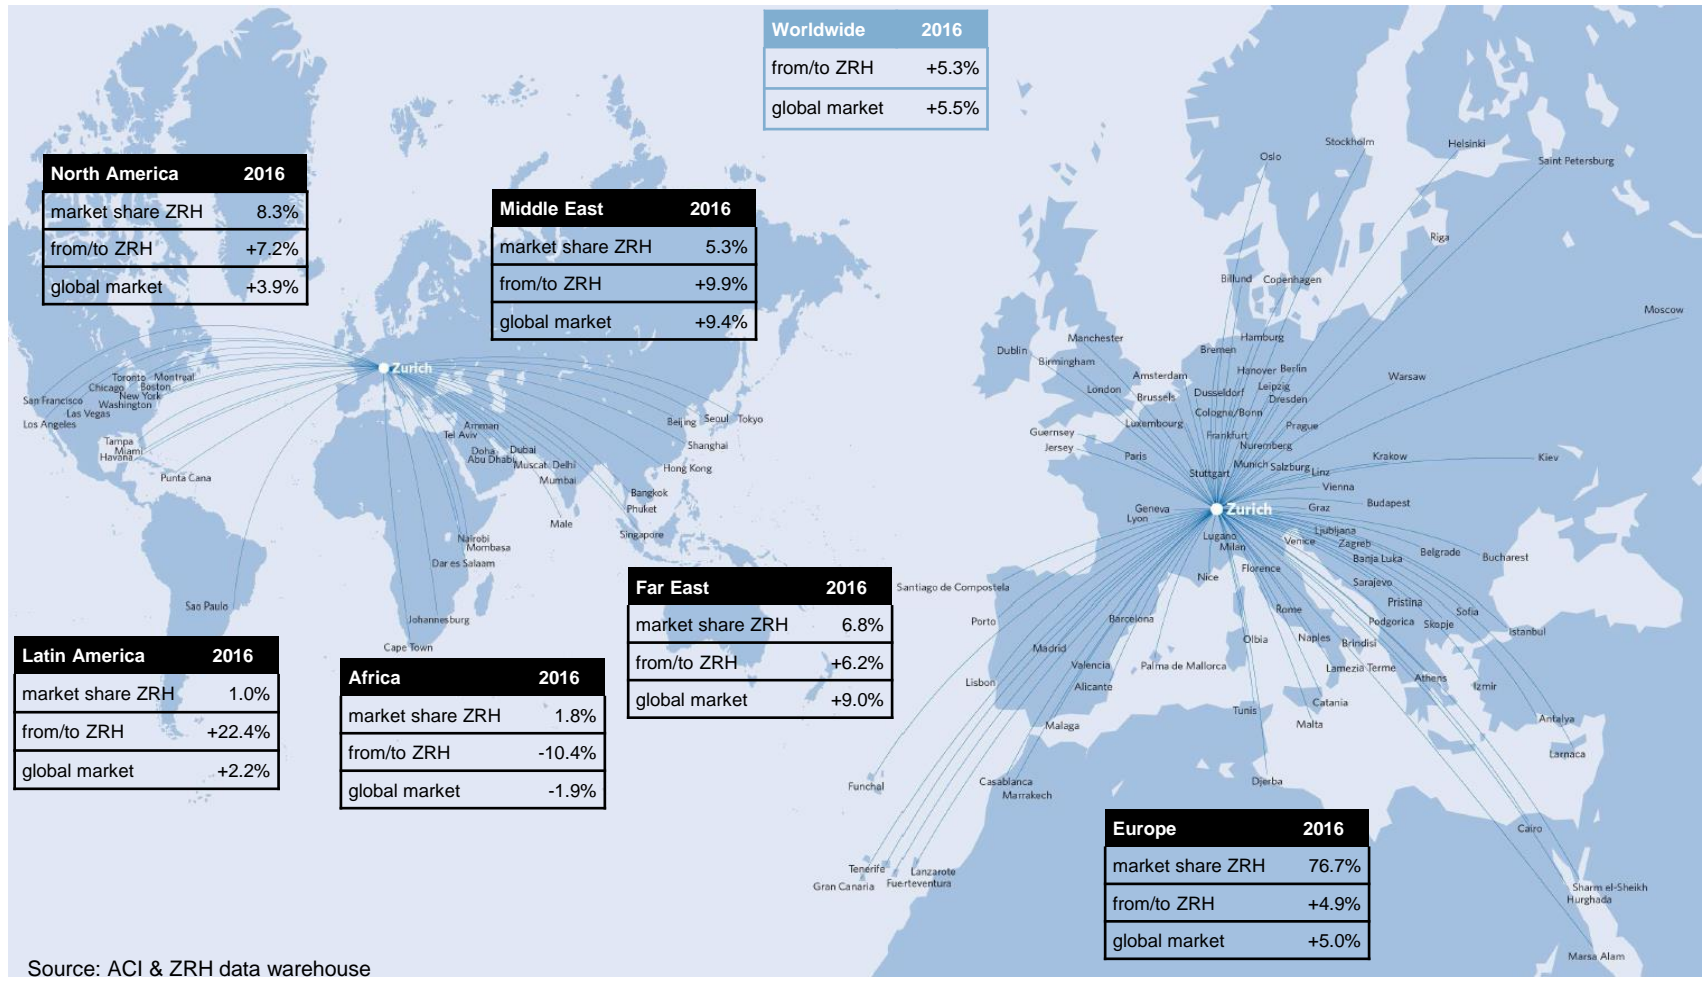 Worldwide 2016
from/to ZRH +5.3%
global market +5.5%
North America 2016
market share ZRH 8.3%
from/to ZRH +7.2%
global market +3.9%
Middle East 2016
market share ZRH 5.3%
from/to ZRH +9.9%
global market +9.4%
Zurich
Toronto Montreal
Chicago Boston
New York
San Francisco Washington
Las Vegas
Los Angeles
Tampa
Miami
Havana
Punta Cana
Sao Paulo
Amman
Tel Aviv
Doha Dubai
Abu Dhabi Muscat Delhi
Mumbai
Male
Beijing Seoul Tokyo
Shanghai
Hong Kong
Bangkok
Phuket
Singapore
Nairobi
Mombasa
Dar es Salaam
Johannesburg
Cape Town
Latin America 2016
market share ZRH 1.0%
from/to ZRH +22.4%
global market +2.2%
Africa 2016
market share ZRH 1.8%
from/to ZRH -10.4%
global market -1.9%
Far East 2016
market share ZRH 6.8%
from/to ZRH +6.2%
global market +9.0%
Stockholm Helsinki
Oslo Saint Petersburg
Riga
Billund Copenhagen
Moscow
Manchester Hamburg
Dublin Bremen
Birmingham
Amsterdam Hanover Berlin Warsaw
London Dusseldorf Leipzig
Brussels Dresden
Cologne/Bonn
Luxembourg Prague
Guernsey Frankfurt
Jersey Nuremberg
Paris Munich Salzburg Krakow Kiev
Stuttgart Linz
Vienna
Geneva Zurich Graz Budapest
Lyon
Lugano Ljubljana
Milan Venice Zagreb
Banja Luka Belgrade Bucharest
Florence
Nice Sarajevo
Santiago de Compostela
Pristina
Porto Barcelona Rome Sofia
Podgorica Skopje
Olbia Naples Brindisi Istanbul
Madrid
Valencia Palma de Mallorca Lamezia Terme
Lisbon Alicante Athens Izmir
Catania
Tunis Malta Antalya
Malaga
Larnaca
Funchal Casablanca Djerba
Marrakech
Cairo
Tenerife Lanzarote
Gran Canaria Fuerteventura
Sharm el-Sheikh
Hurghada
Marsa Alam
Europe 2016
market share ZRH 76.7%
from/to ZRH +4.9%
global market +5.0%
Source: ACI & ZRH data warehouse